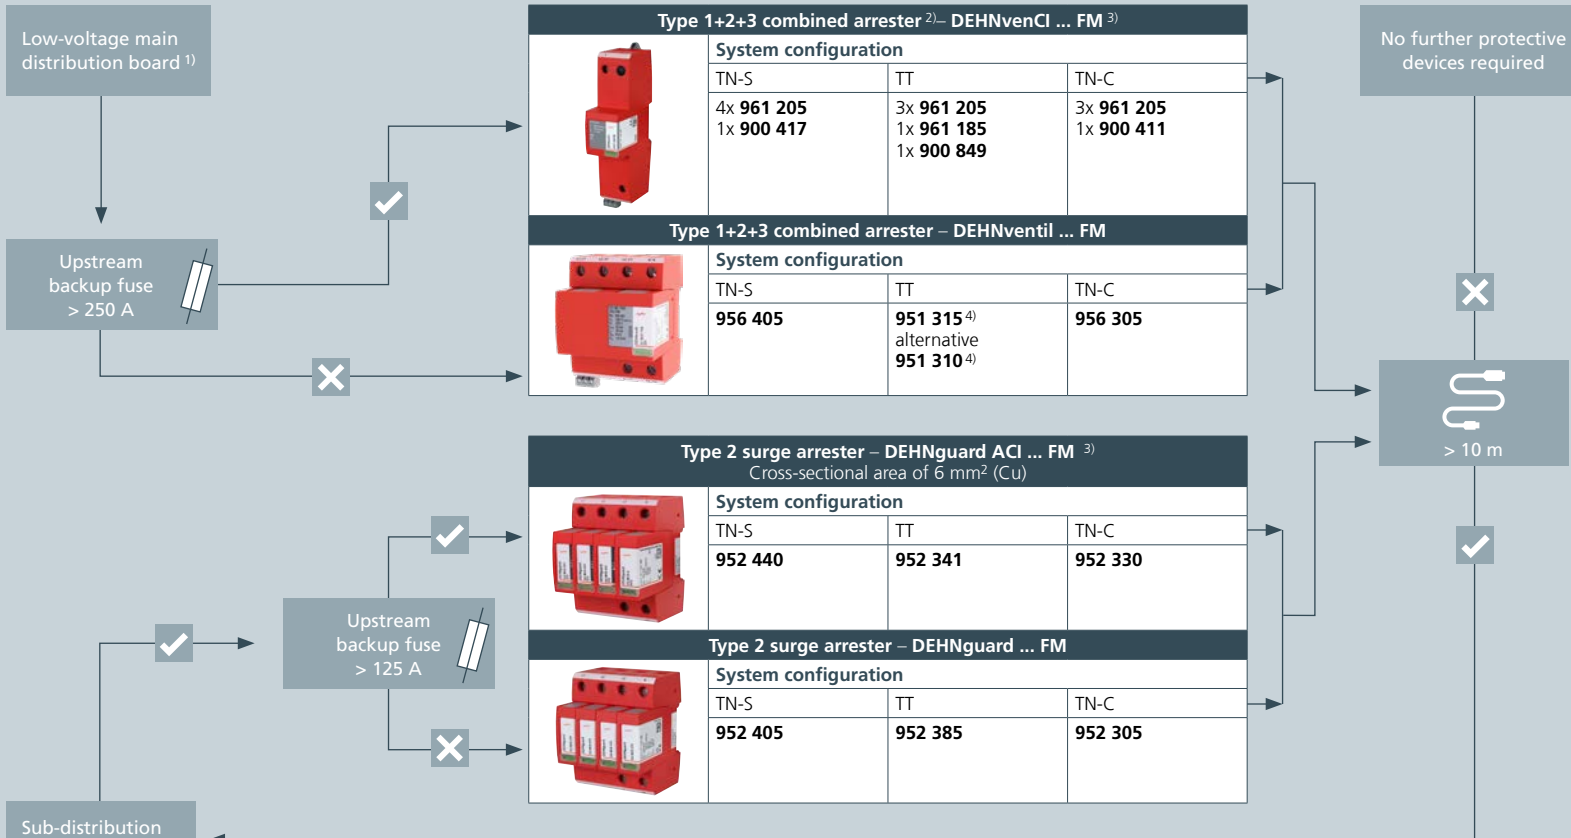 Low-voltage main
distribution board 1)
Upstream
backup fuse
> 250 A
Type 1+2+3 combined arrester 2)– DEHNvenCI ... FM 3)
System configuration
TN-S TT TN-C
4x 961 205 3x 961 205 3x 961 205
1x 900 417 1x 961 185 1x 900 411
1x 900 849
Type 1+2+3 combined arrester – DEHNventil ... FM
System configuration
TN-S TT TN-C
956 405 951 315 4) 956 305
alternative
951 310 4)
No further protective
devices required
> 10 m
Type 2 surge arrester – DEHNguard ACI ... FM 3)
Cross-sectional area of 6 mm² (Cu)
System configuration
TN-S TT TN-C
952 440 952 341 952 330
Upstream
backup fuse
> 125 A
Type 2 surge arrester – DEHNguard ... FM
System configuration
TN-S TT TN-C
952 405 952 385 952 305
Sub-distribution